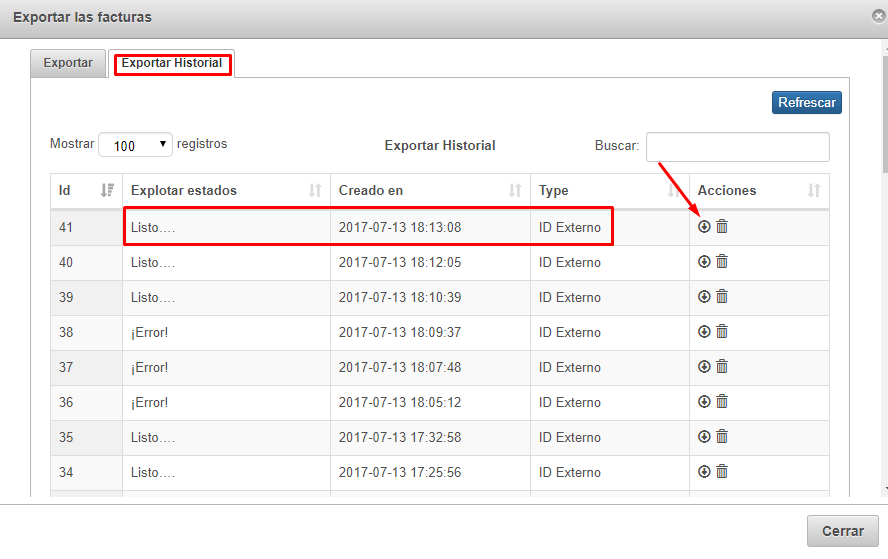 Exportar las facturas
Exportar Exportar Historial
Refrescar
Mostrar 100 registros Exportar Historial Buscar:
Id Explotar estados Creado en Type Acciones
41 Listo.... 2017-07-13 18:13:08 ID Externo
40 Listo.... 2017-07-13 18:12:05 ID Externo
39 Listo.... 2017-07-13 18:10:39 ID Externo
38 ¡Error! 2017-07-13 18:09:37 ID Externo
37 ¡Error! 2017-07-13 18:07:48 ID Externo
36 ¡Error! 2017-07-13 18:05:12 ID Externo
35 Listo.... 2017-07-13 17:32:58 ID Externo
34 Listo.... 2017-07-13 17:25:56 ID Externo
Cerrar